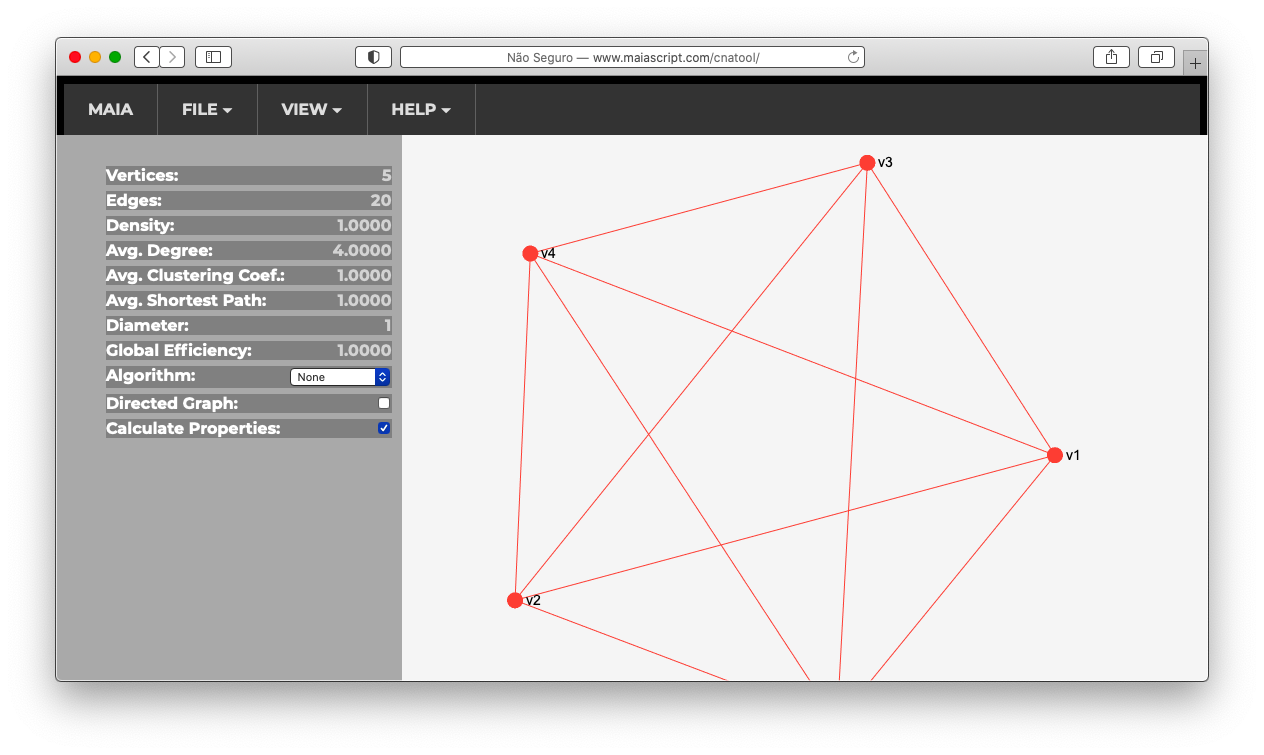 Não Seguro — www.maiascript.com/cnatool/
MAIA FILE VIEW HELP
Vertices: 5
Edges: 20
Density: 1.0000
Avg. Degree: 4.0000
Avg. Clustering Coef.: 1.0000
Avg. Shortest Path: 1.0000
Diameter: 1
Global Efficiency: 1.0000
Algorithm: None
Directed Graph:
Calculate Properties:
v3
v4
v1
v2